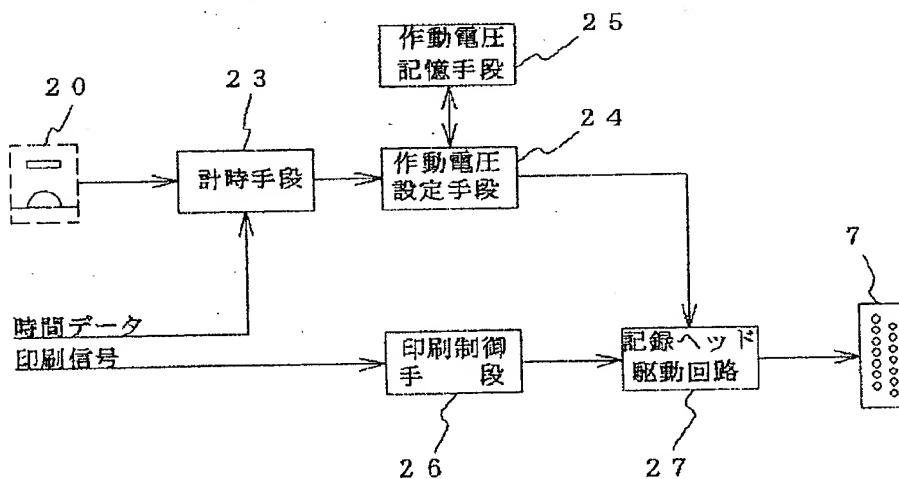 ２５
作動電圧
記憶手段
２０
２３
２４
計時手段
作動電圧
設定手段
７
時間データ
印刷信号
印刷制御
手　段
記録ヘッド
駆動回路
２６
２７